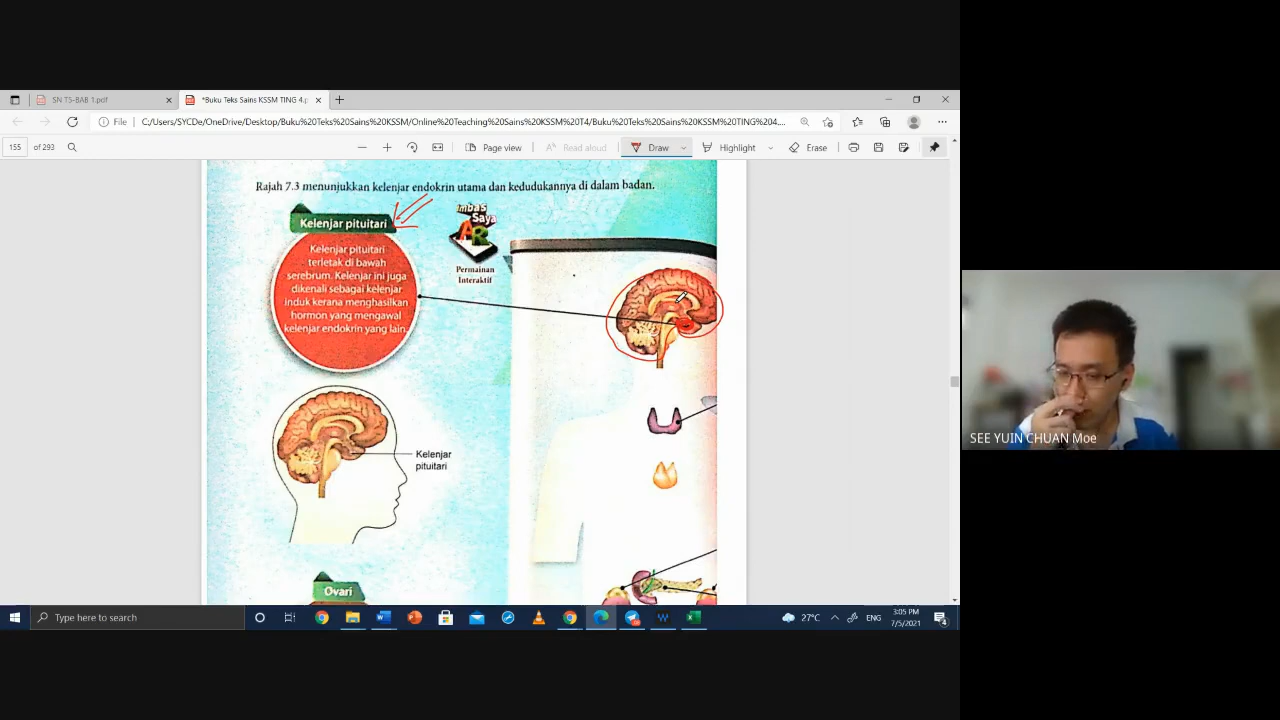 SN T5-BAB 1.pdf
*Buku Teks Sains KSSM TING 4.p
File
C:/Users/SYCDe/OneDrive/Desktop/Buku%20Teks%20Sains%20KSSM/Online%20Teaching%20Sains%20KSSM%20T4/Buku%20Teks%20Sains%20KSSM%20TING%204....
155
of 293
Page view
Read aloud
Draw
Highlight
Erase
Rajah 7.3 menunjukkan kelenjar endokrin utama dan kedudukannya di dalam badan.
Kelenjar pituitari
Kelenjar pituitari
terletak di bawah
serebrum. Kelenjar ini juga
dikenali sebagai kelenjar
induk kerana menghasilkan
hormon yang mengawal
kelenjar endokrin yang lain.
Imbas
Saya
AR
Permainan
Interaktif
Kelenjar
pituitari
Ovari
SEE YUIN CHUAN Moe
Type here to search
27°C
ENG
3:05 PM
7/5/2021
4